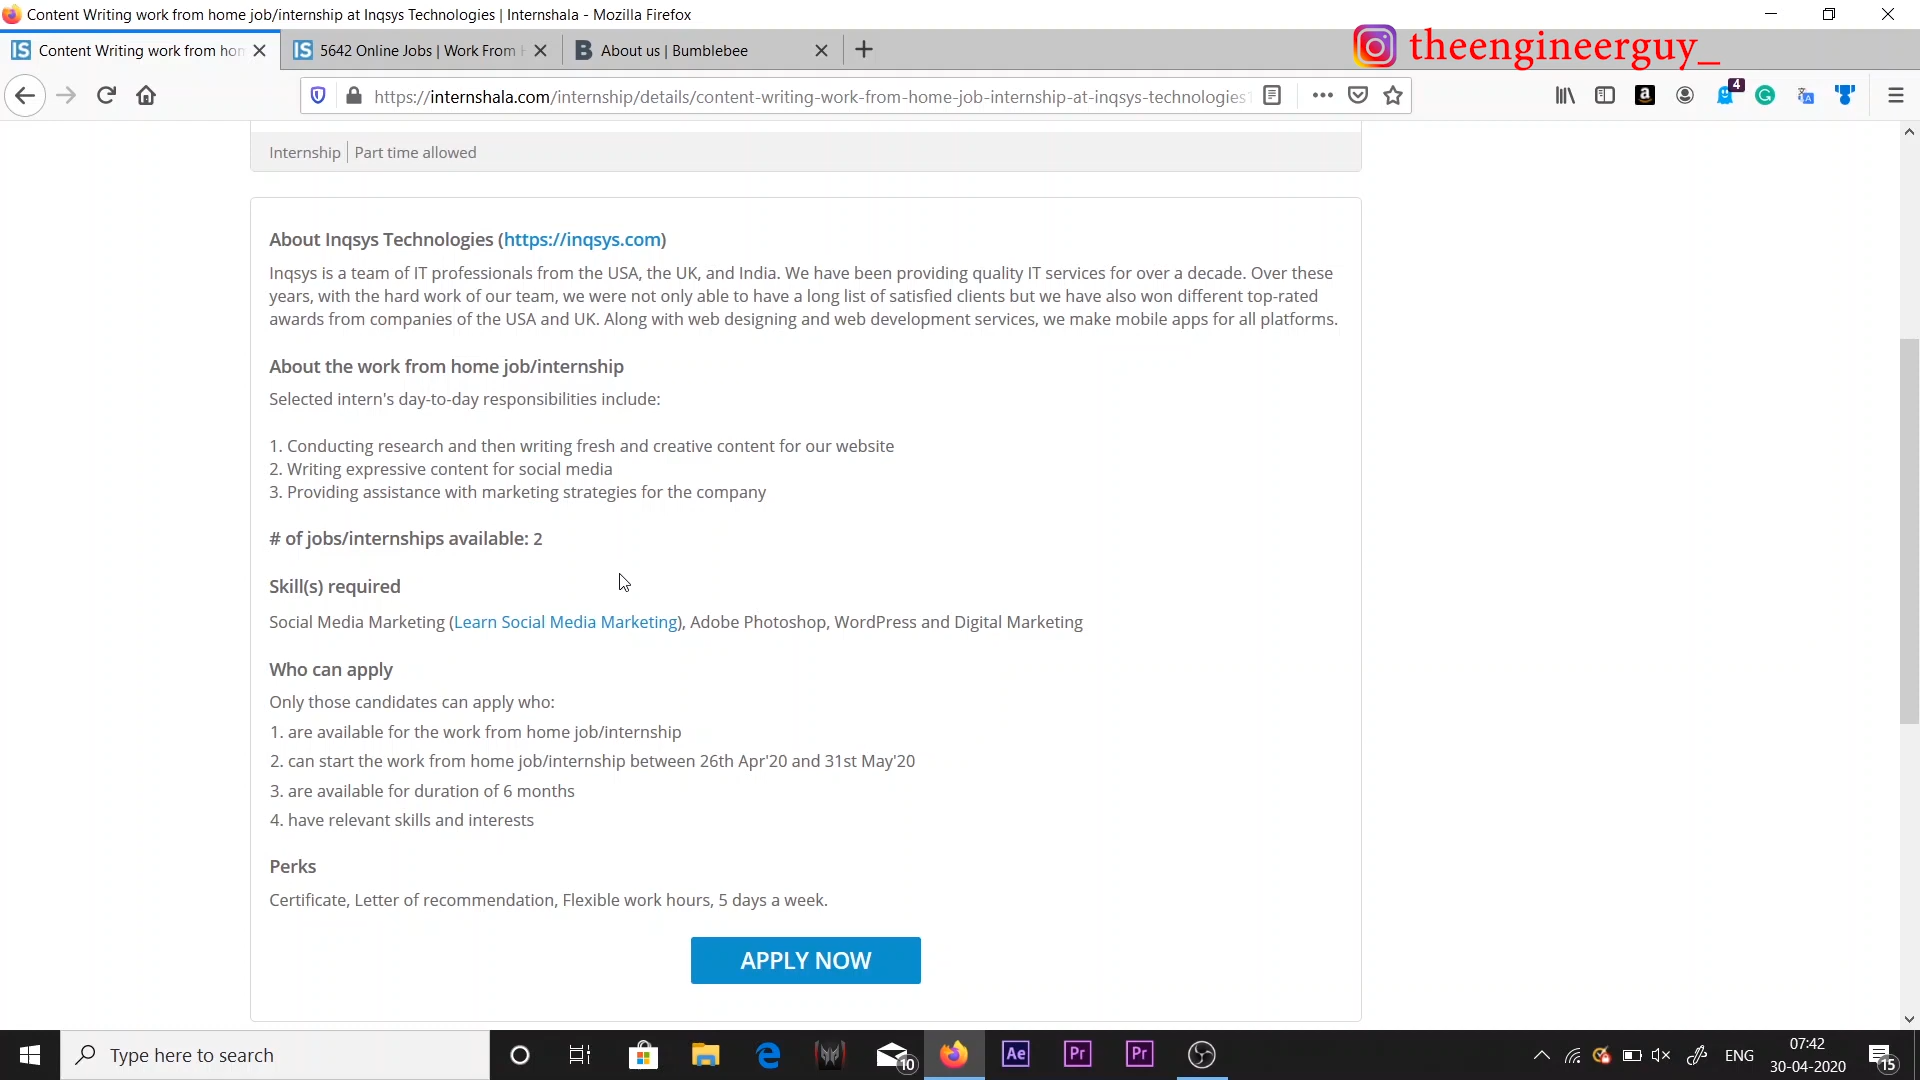 Content Writing work from home job/internship at Inqsys Technologies | Internshala - Mozilla Firefox
IS Content Writing work from hon
IS 5642 Online Jobs | Work From H
B About us | Bumblebee
theengineerguy_
https://internshala.com/internship/details/content-writing-work-from-home-job-internship-at-inqsys-technologies1
4
Internship | Part time allowed
About Inqsys Technologies (https://inqsys.com)
Inqsys is a team of IT professionals from the USA, the UK, and India. We have been providing quality IT services for over a decade. Over these
years, with the hard work of our team, we were not only able to have a long list of satisfied clients but we have also won different top-rated
awards from companies of the USA and UK. Along with web designing and web development services, we make mobile apps for all platforms.
About the work from home job/internship
Selected intern's day-to-day responsibilities include:
1. Conducting research and then writing fresh and creative content for our website
2. Writing expressive content for social media
3. Providing assistance with marketing strategies for the company
# of jobs/internships available: 2
Skill(s) required
Social Media Marketing (Learn Social Media Marketing), Adobe Photoshop, WordPress and Digital Marketing
Who can apply
Only those candidates can apply who:
1. are available for the work from home job/internship
2. can start the work from home job/internship between 26th Apr'20 and 31st May'20
3. are available for duration of 6 months
4. have relevant skills and interests
Perks
Certificate, Letter of recommendation, Flexible work hours, 5 days a week.
APPLY NOW
Type here to search
10
Ae
Pr
Pr
ENG
07:42
30-04-2020
15